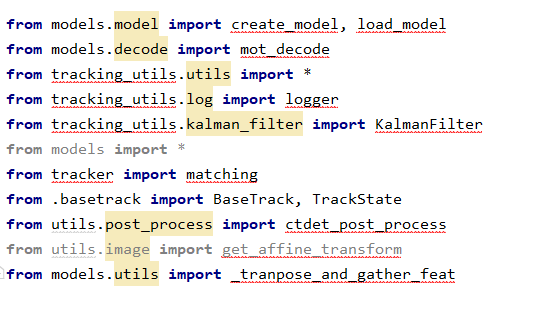 from models.model import create_model, load_model
from models.decode import mot_decode
from tracking_utils.utils import *
from tracking_utils.log import logger
from tracking_utils.kalman_filter import KalmanFilter
from models import *
from tracker import matching
from .basetrack import BaseTrack, TrackState
from utils.post_process import ctdet_post_process
from utils.image import get_affine_transform
from models.utils import _tranpose_and_gather_feat